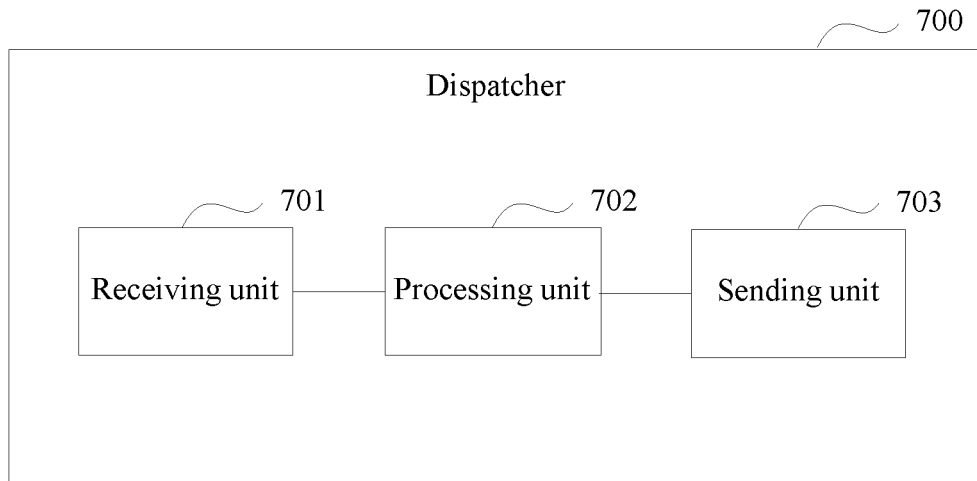 700
Dispatcher
701
702
703
Receiving unit
Processing unit
Sending unit